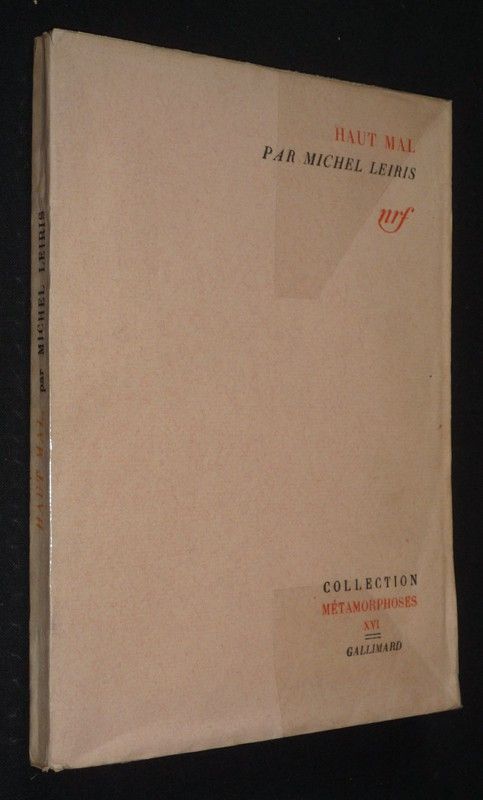 HAUT MAL
PAR MICHEL LEIRIS
nrf
COLLECTION
MÉTAMORPHOSES
XVI
GALLIMARD
HAUT MAL par MICHEL LEIRIS